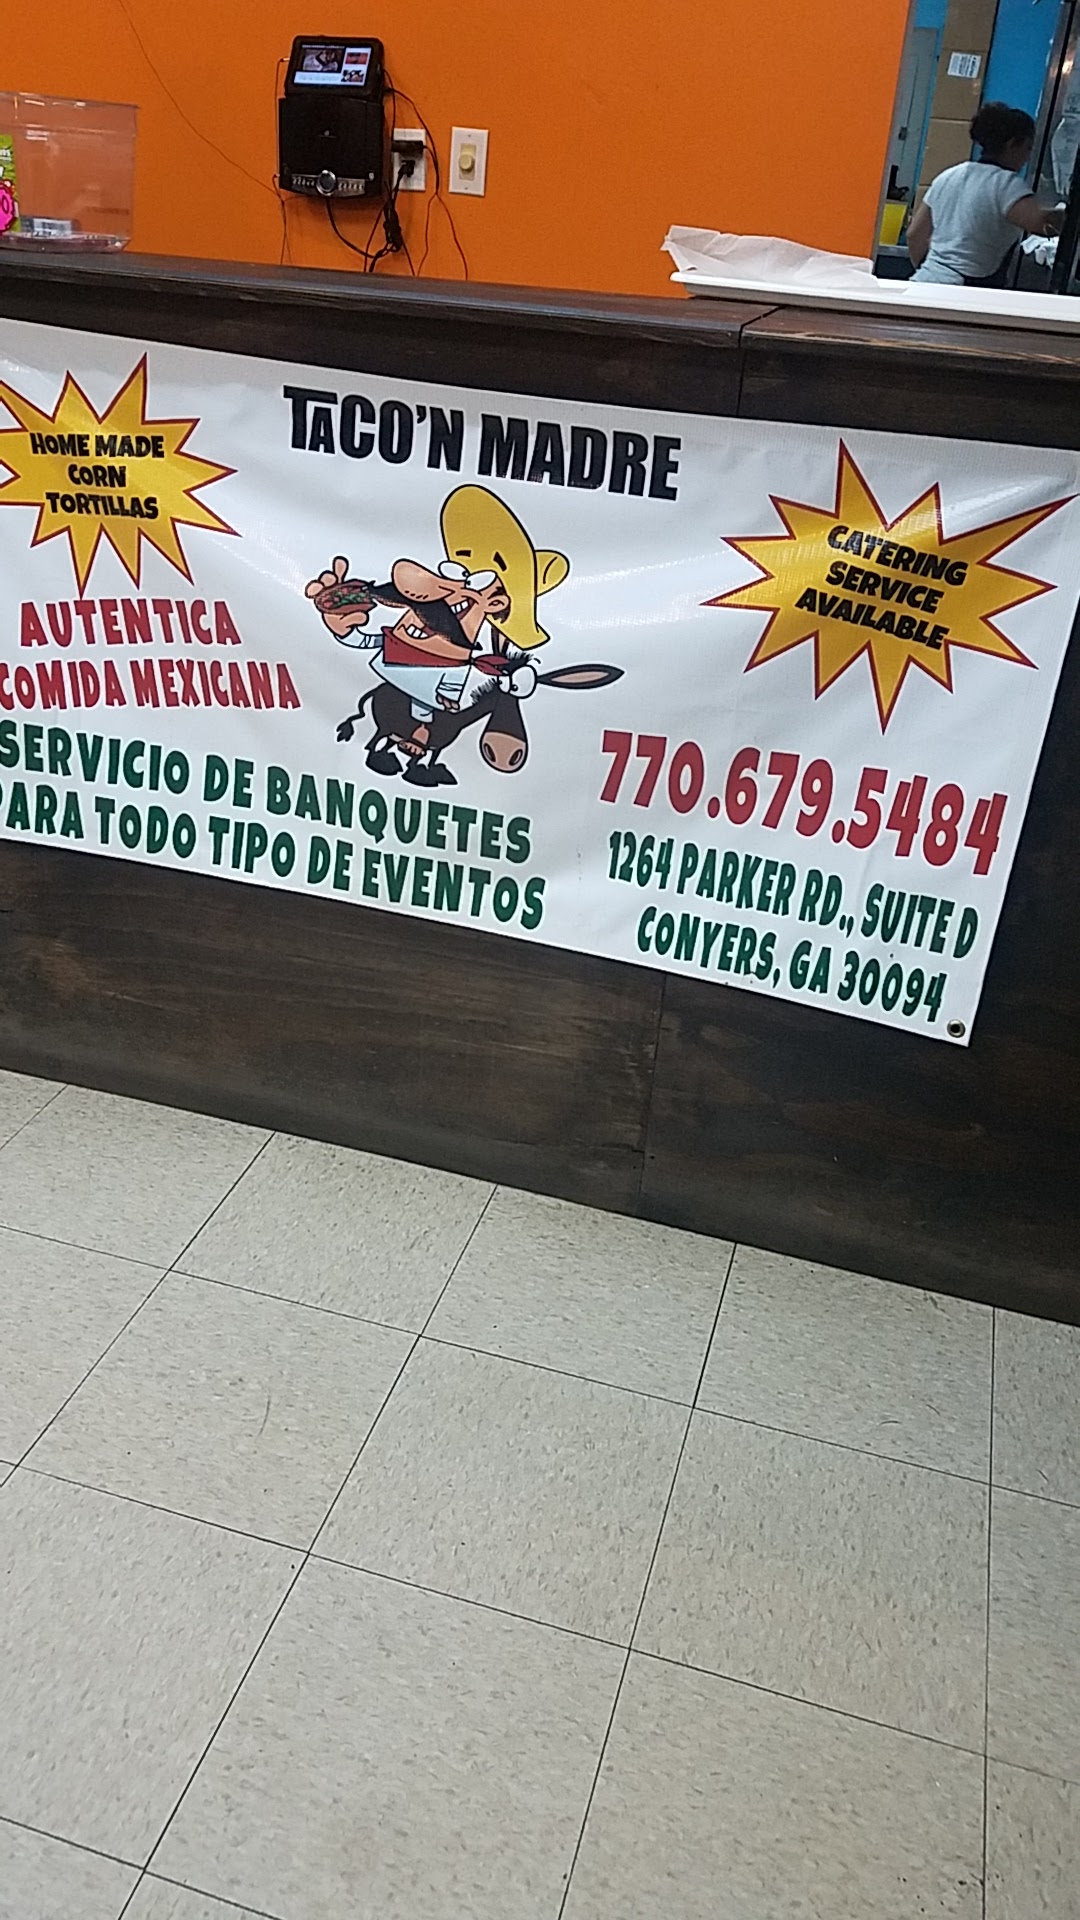 TACO'N MADRE
HOME MADE
CORN
TORTILLAS
AUTENTICA
COMIDA MEXICANA
SERVICIO DE BANQUETES
PARA TODO TIPO DE EVENTOS
CATERING
SERVICE
AVAILABLE
770.679.5484
1264 PARKER RD., SUITE D
CONYERS, GA 30094